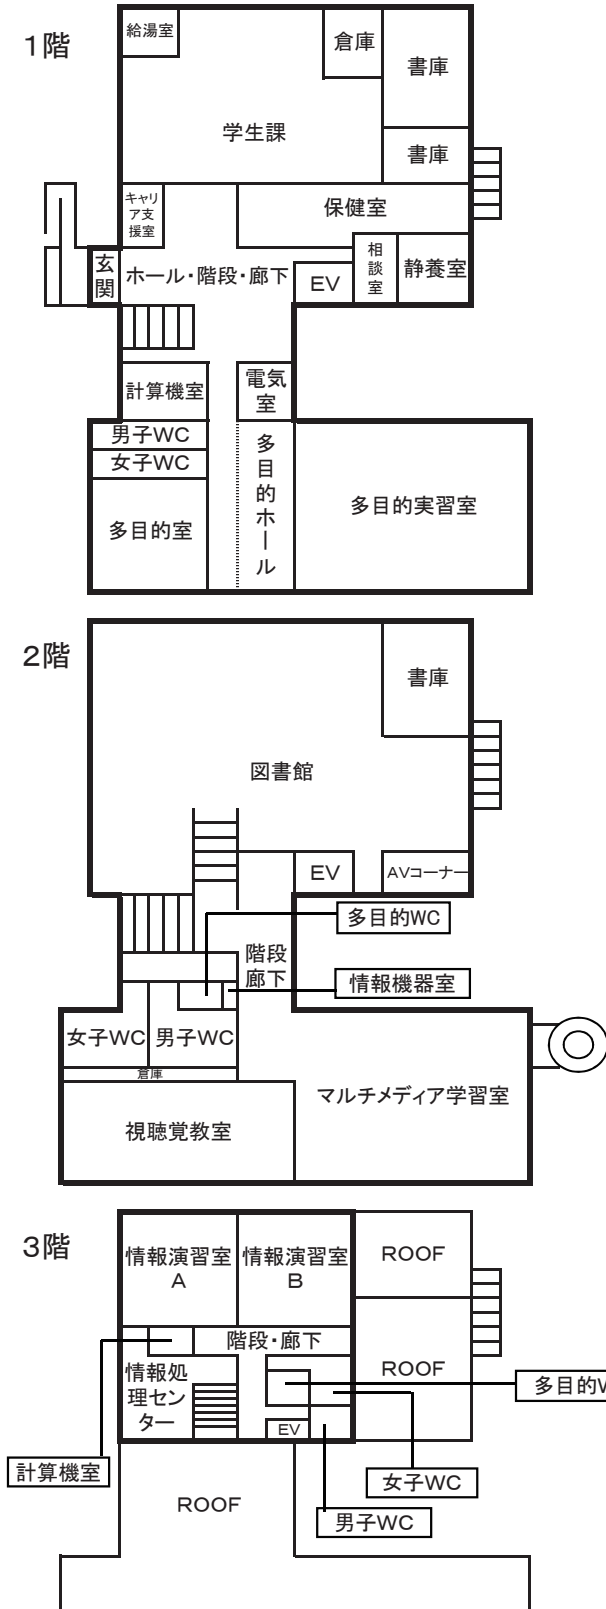 1階
給湯室
倉庫
書庫
学生課
書庫
キャリ
ア支
援室
保健室
玄
関
ホール・階段・廊下
EV
相
談
室
静養室
計算機室
電気
室
男子WC
女子WC
多目的室
多
目
的
ホ
ー
ル
多目的実習室
2階
書庫
図書館
EV
AVコーナー
多目的WC
階段
廊下
情報機器室
女子WC
男子WC
倉庫
マルチメディア学習室
視聴覚教室
3階
情報演習室
A
情報演習室
B
ROOF
階段・廊下
情報処
理セン
ター
ROOF
多目的W
EV
計算機室
女子WC
ROOF
男子WC